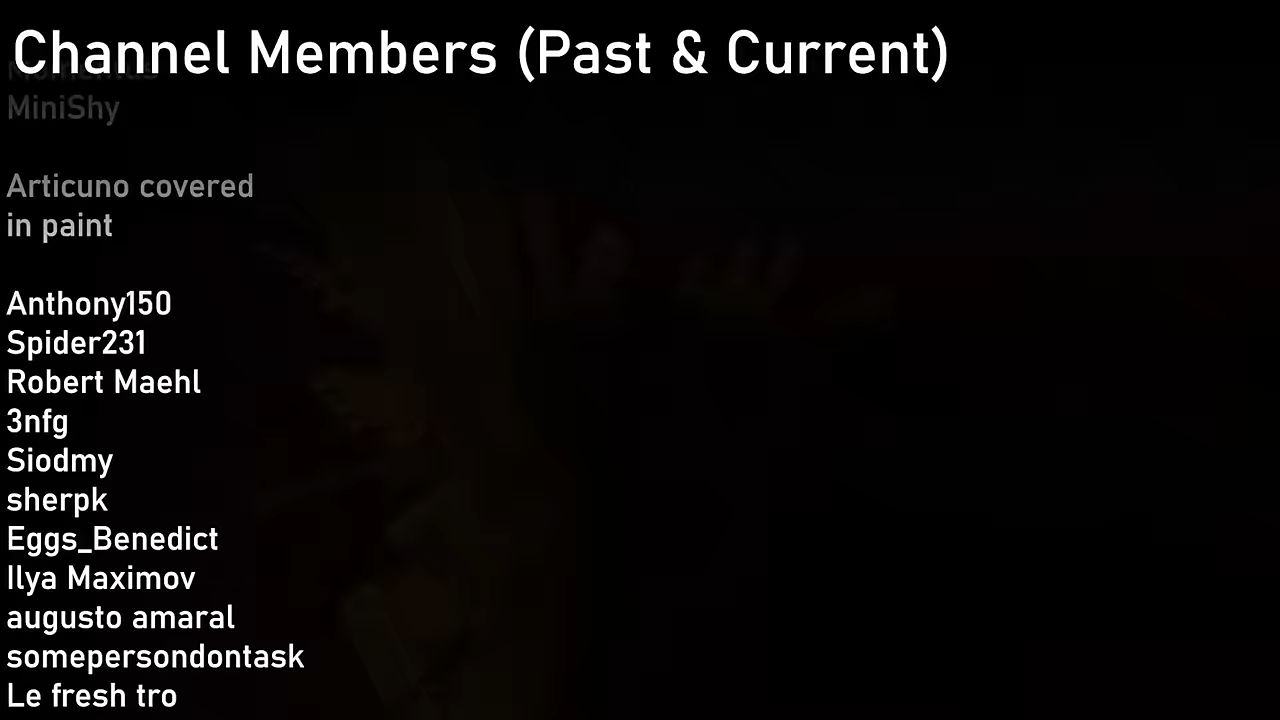 Channel Members (Past & Current)
MiniShy
Articuno covered
in paint
Anthony150
Spider231
Robert Maehl
3nfg
Siodmy
sherpk
Eggs_Benedict
Ilya Maximov
augusto amaral
somepersondontask
Le fresh tro